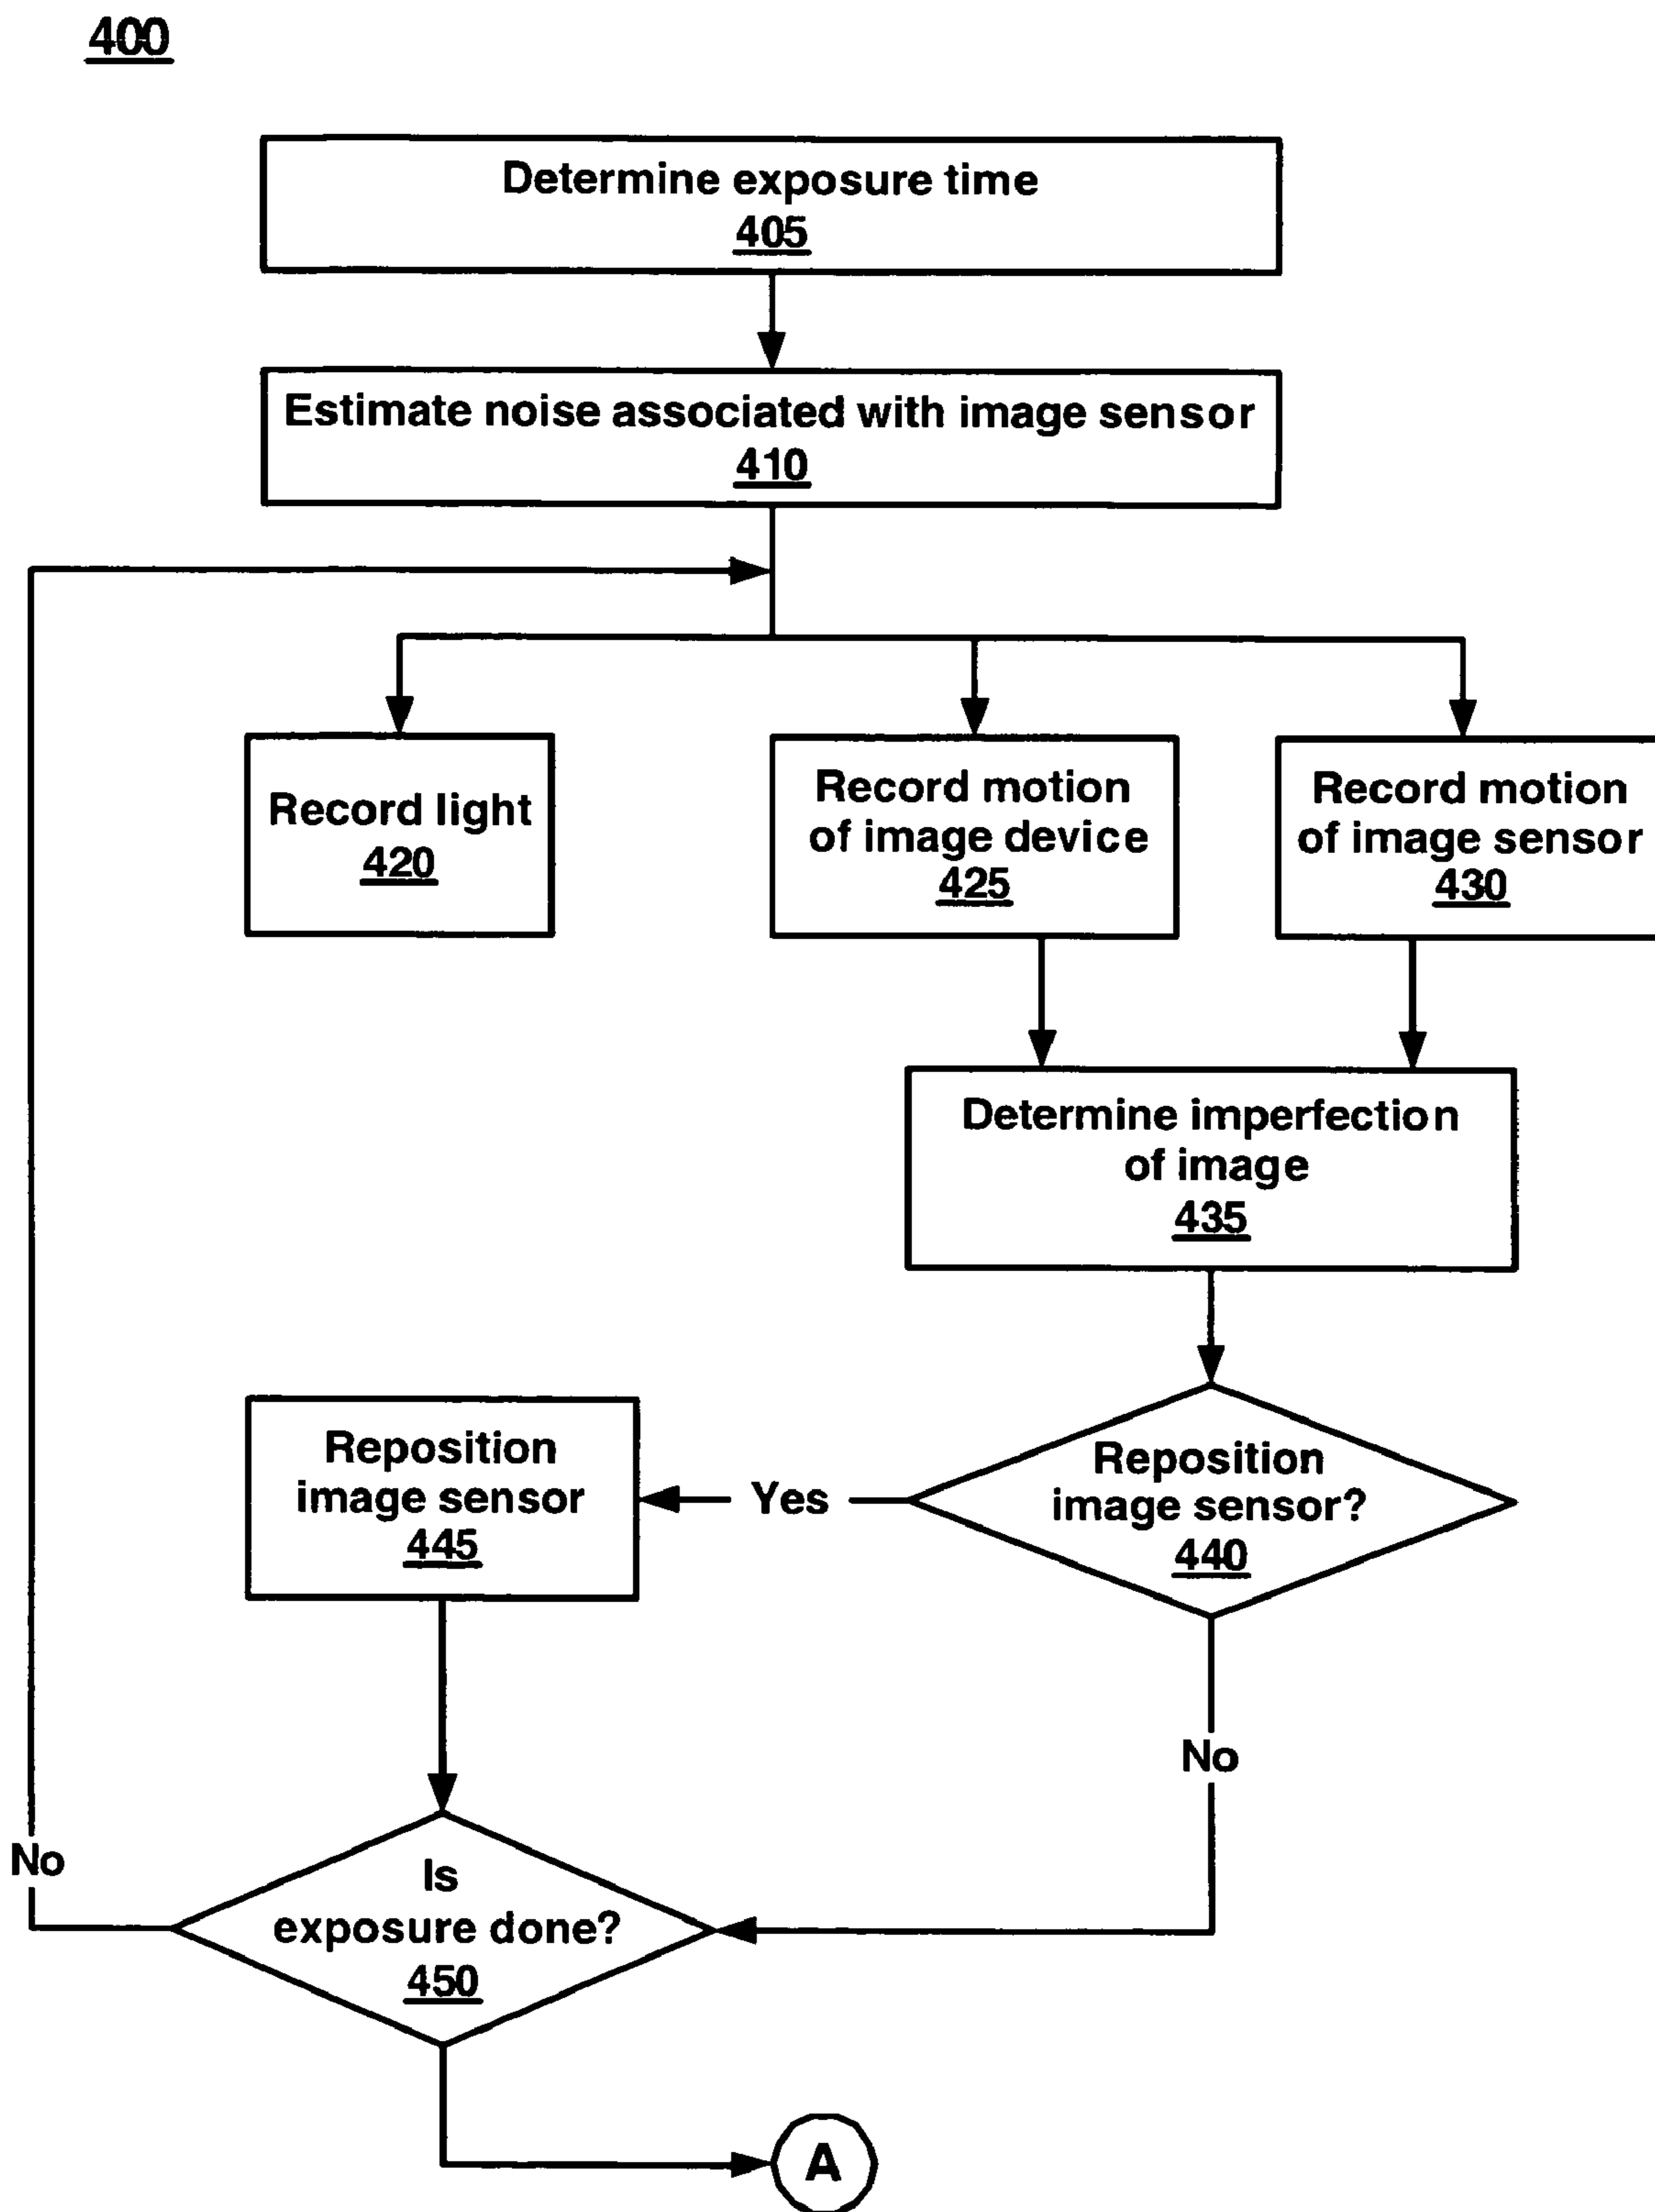 400
Determine exposure time
405
Estimate noise associated with image sensor
410
Record light
420
Record motion
of image device
425
Record motion
of image sensor
430
Determine imperfection
of image
435
Reposition
image sensor?
440
Yes
Reposition
image sensor
445
No
Is
exposure done?
450
No
A